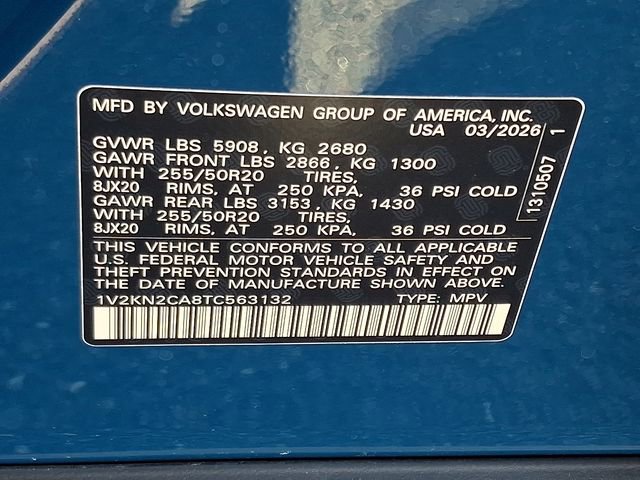 MFD BY VOLKSWAGEN GROUP OF AMERICA, INC.
USA 03/2026
GVWR LBS 5908, KG 2680
GAWR FRONT LBS 2866, KG 1300
WITH 255/50R20 TIRES,
8JX20 RIMS, AT 250 KPA, 36 PSI COLD
GAWR REAR LBS 3153, KG 1430
WITH 255/50R20 TIRES,
8JX20 RIMS, AT 250 KPA, 36 PSI COLD
1310507 1
THIS VEHICLE CONFORMS TO ALL APPLICABLE
U.S. FEDERAL MOTOR VEHICLE SAFETY AND
THEFT PREVENTION STANDARDS IN EFFECT ON
THE DATE OF MANUFACTURE SHOWN ABOVE.
1V2KN2CA8TC563132 TYPE: MPV